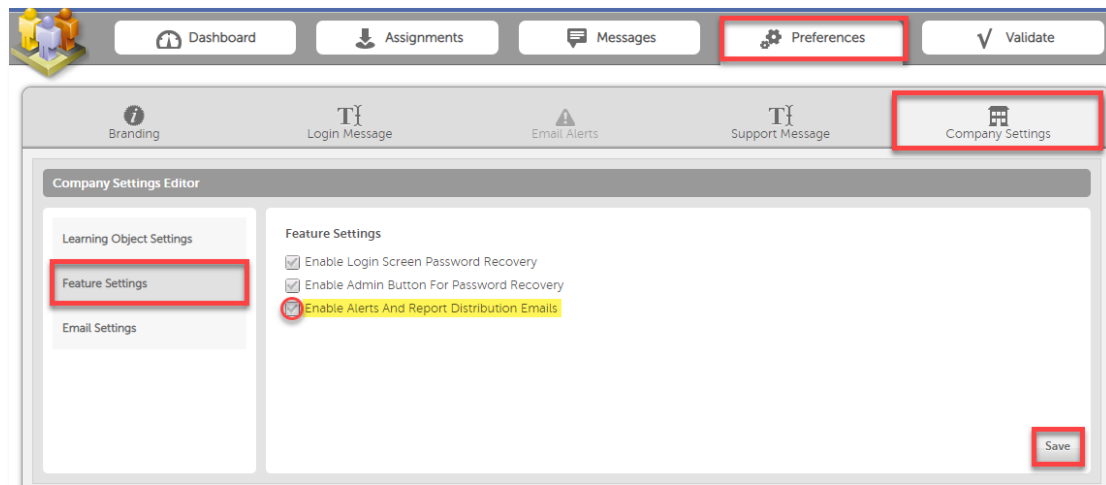 Dashboard
Assignments
Messages
Preferences
Validate
Branding
Login Message
Email Alerts
Support Message
Company Settings
Company Settings Editor
Learning Object Settings
Feature Settings
Email Settings
Feature Settings
Enable Login Screen Password Recovery
Enable Admin Button For Password Recovery
Enable Alerts And Report Distribution Emails
Save